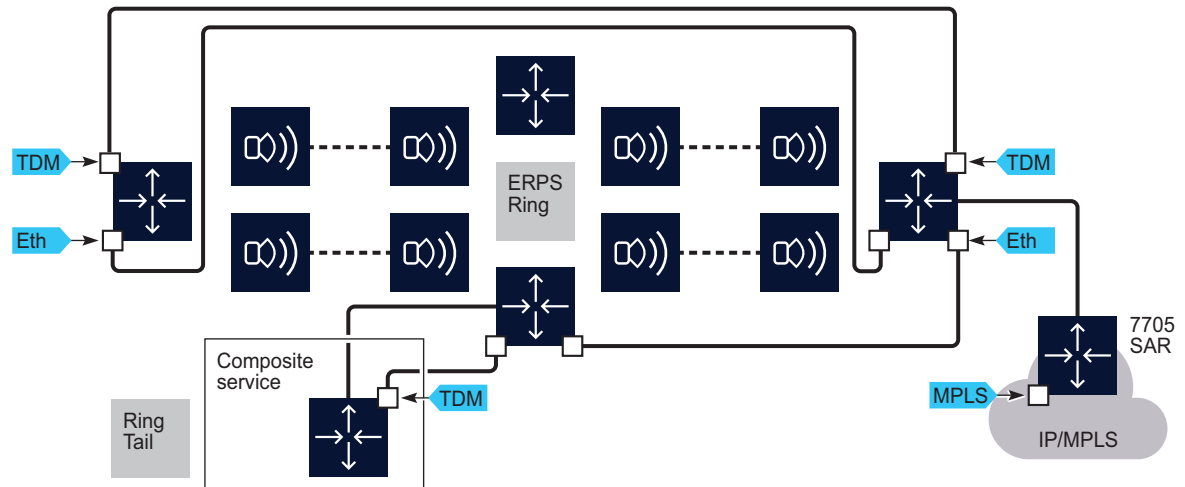 TDM
TDM
ERPS
Ring
Eth
Eth
7705
SAR
Composite
service
TDM
MPLS
Ring
Tail
IP/MPLS